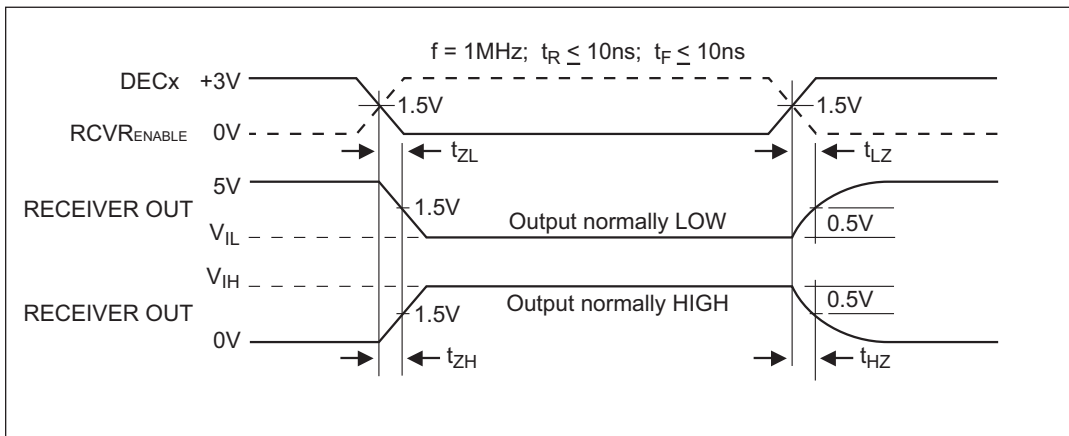 f = 1MHz; tR ≤ 10ns; tF ≤ 10ns
DECx +3V
1.5V 1.5V
RCVRENABLE 0V
tZL tLZ
5V
RECEIVER OUT
1.5V
Output normally LOW
0.5V
VIL
VIH
Output normally HIGH
0.5V
RECEIVER OUT
1.5V
0V
tZH tHZ